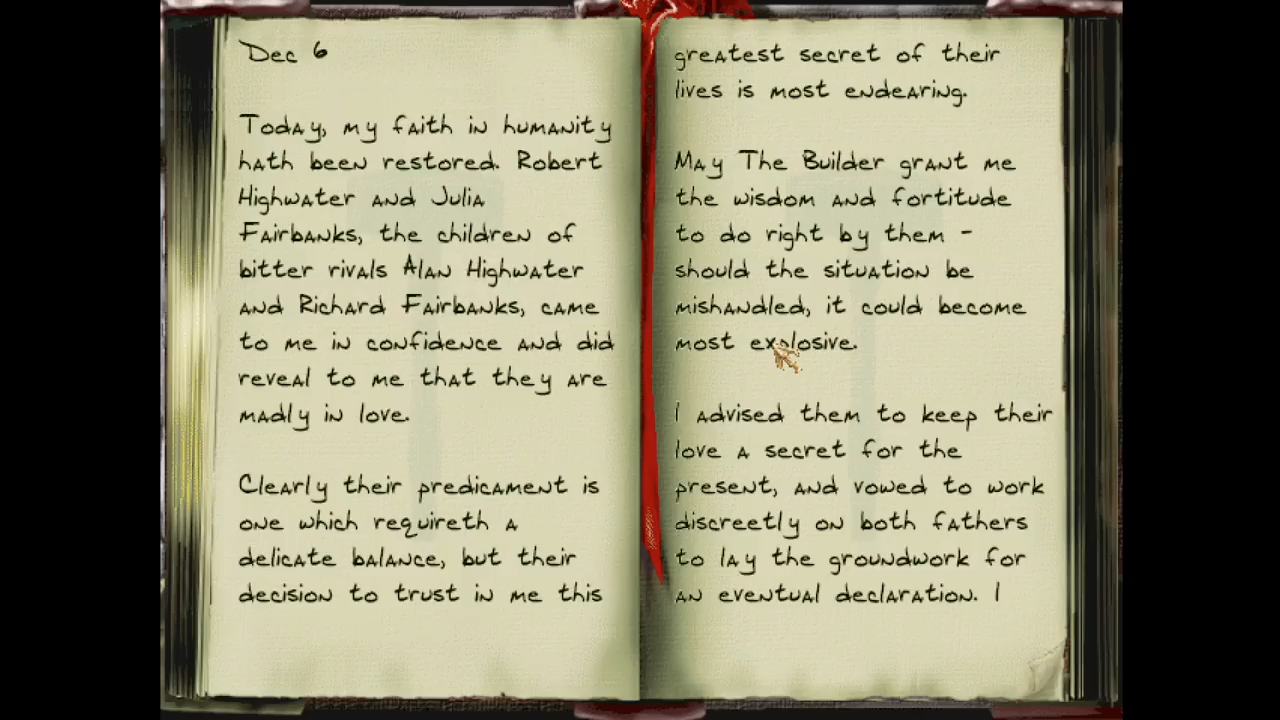 Dec 6
Today, my faith in humanity
hath been restored. Robert
Highwater and Julia
Fairbanks, the children of
bitter rivals Alan Highwater
and Richard Fairbanks, came
to me in confidence and did
reveal to me that they are
madly in love.
Clearly their predicament is
one which requireth a
delicate balance, but their
decision to trust in me this
greatest secret of their
lives is most endearing.
May The Builder grant me
the wisdom and fortitude
to do right by them -
should the situation be
mishandled, it could become
most explosive.
I advised them to keep their
love a secret for the
present, and vowed to work
discreetly on both fathers
to lay the groundwork for
an eventual declaration. I